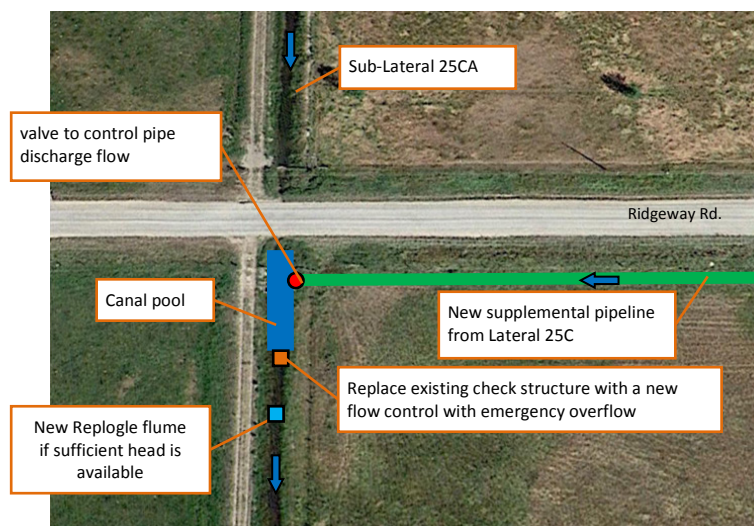 Sub-Lateral 25CA
valve to control pipe
discharge flow
Ridgeway Rd.
Canal pool
New supplemental pipeline
from Lateral 25C
Replace existing check structure with a new
flow control with emergency overflow
New Replogle flume
if sufficient head is
available